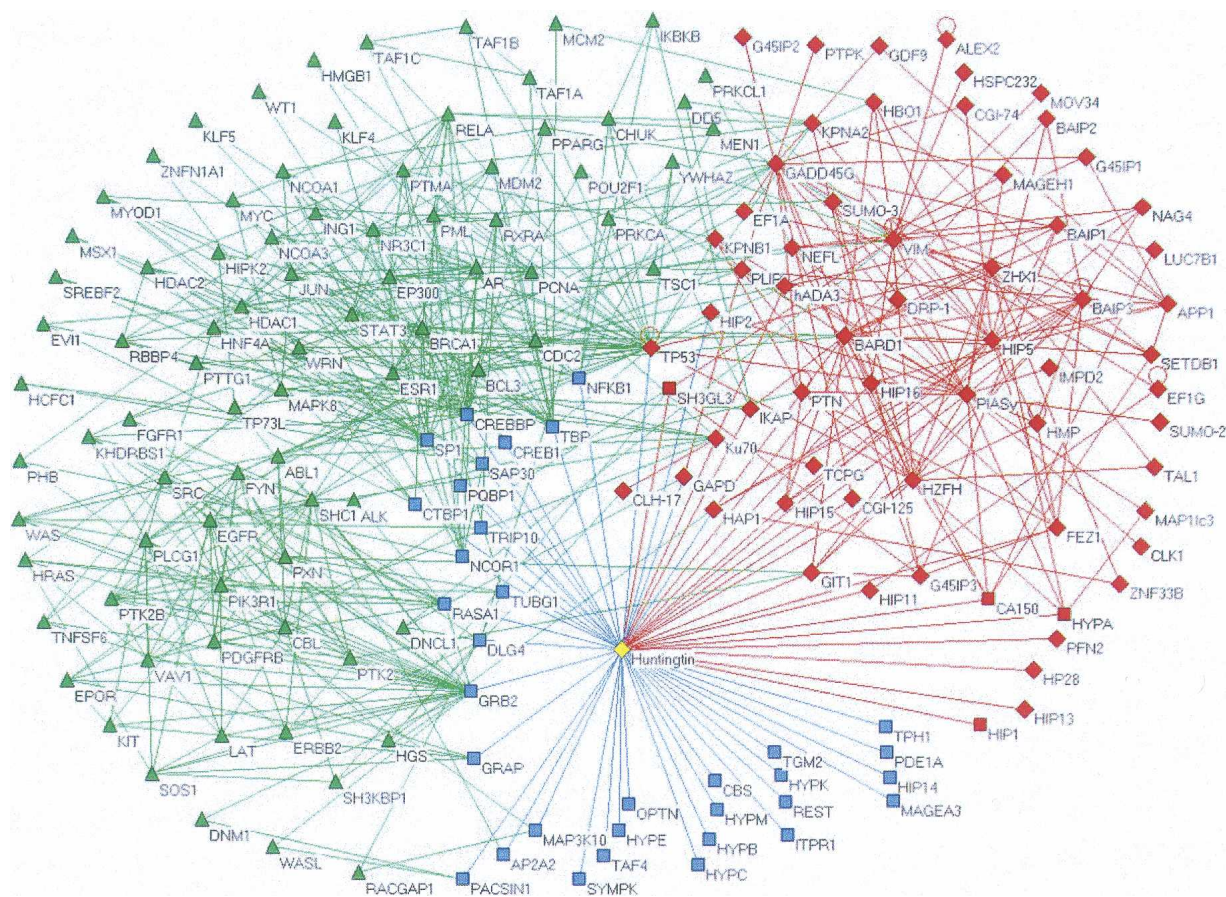 TAF1B
MCM2
IKBKB
G45IP2
PTPK
GDF9
ALEX2
TAF1C
HMGB1
TAF1A
PRKCL1
HSPC232
WT1
DD5
HBO1
CGI-74
MOV34
KLF5
KLF4
RELA
PPARG
CHUK
MEN1
KPNA2
BAIP2
ZNFN1A1
NCOA1
PTMA
MDM2
POU2F1
YWHAZ
GADD45G
MAGEH1
G45IP1
MYOD1
MYC
ING1
NR3C1
PML
RXRA
PRKCA
EF1A
SUMO-3
NAG4
MSX1
NCOA3
KPNB1
NEFL
VIM
BAIP1
LUC7B1
HDAC2
HIPK2
JUN
EP300
AR
PCNA
TSC1
PLIP
hADA3
ZHX1
SREBF2
HDAC1
STAT3
HIP2
DRP-1
BAIP3
APP1
EVI1
RBBP4
HNF4A
WRN
BRCA1
CDC2
TP53
BARD1
HIP5
SETDB1
PTTG1
ESR1
BCL3
NFKB1
SH3GL3
PTN
HIP16
IMPD2
PIASy
EF1G
HCFC1
MAPK8
TP73L
CREBBP
TBP
IKAP
HMP
SUMO-2
FGFR1
KHDRBS1
SP1
CREB1
Ku70
PHB
ABL1
SAP30
TCPG
TAL1
SRC
FYN
PQBP1
CLH-17
GAPD
HZFH
SHC1
ALK
CTBP1
HAP1
HIP15
CGI-125
MAP1lc3
WAS
EGFR
TRIP10
FEZ1
PLCG1
CLK1
HRAS
PXN
NCOR1
GIT1
G45IP3
PIK3R1
TUBG1
HIP11
ZNF33B
PTK2B
RASA1
CA150
HYPA
TNFSF6
PDGFRB
CBL
DNCL1
DLG4
Huntingtin
PFN2
VAV1
PTK2
EPOR
GRB2
HP28
HIP13
KIT
LAT
ERBB2
HGS
HIP1
TPH1
GRAP
TGM2
PDE1A
SOS1
SH3KBP1
CBS
HYPK
HIP14
OPTN
HYPM
REST
MAGEA3
DNM1
MAP3K10
HYPE
HYPB
ITPR1
WASL
AP2A2
TAF4
RACGAP1
PACSIN1
SYMPK
HYPC